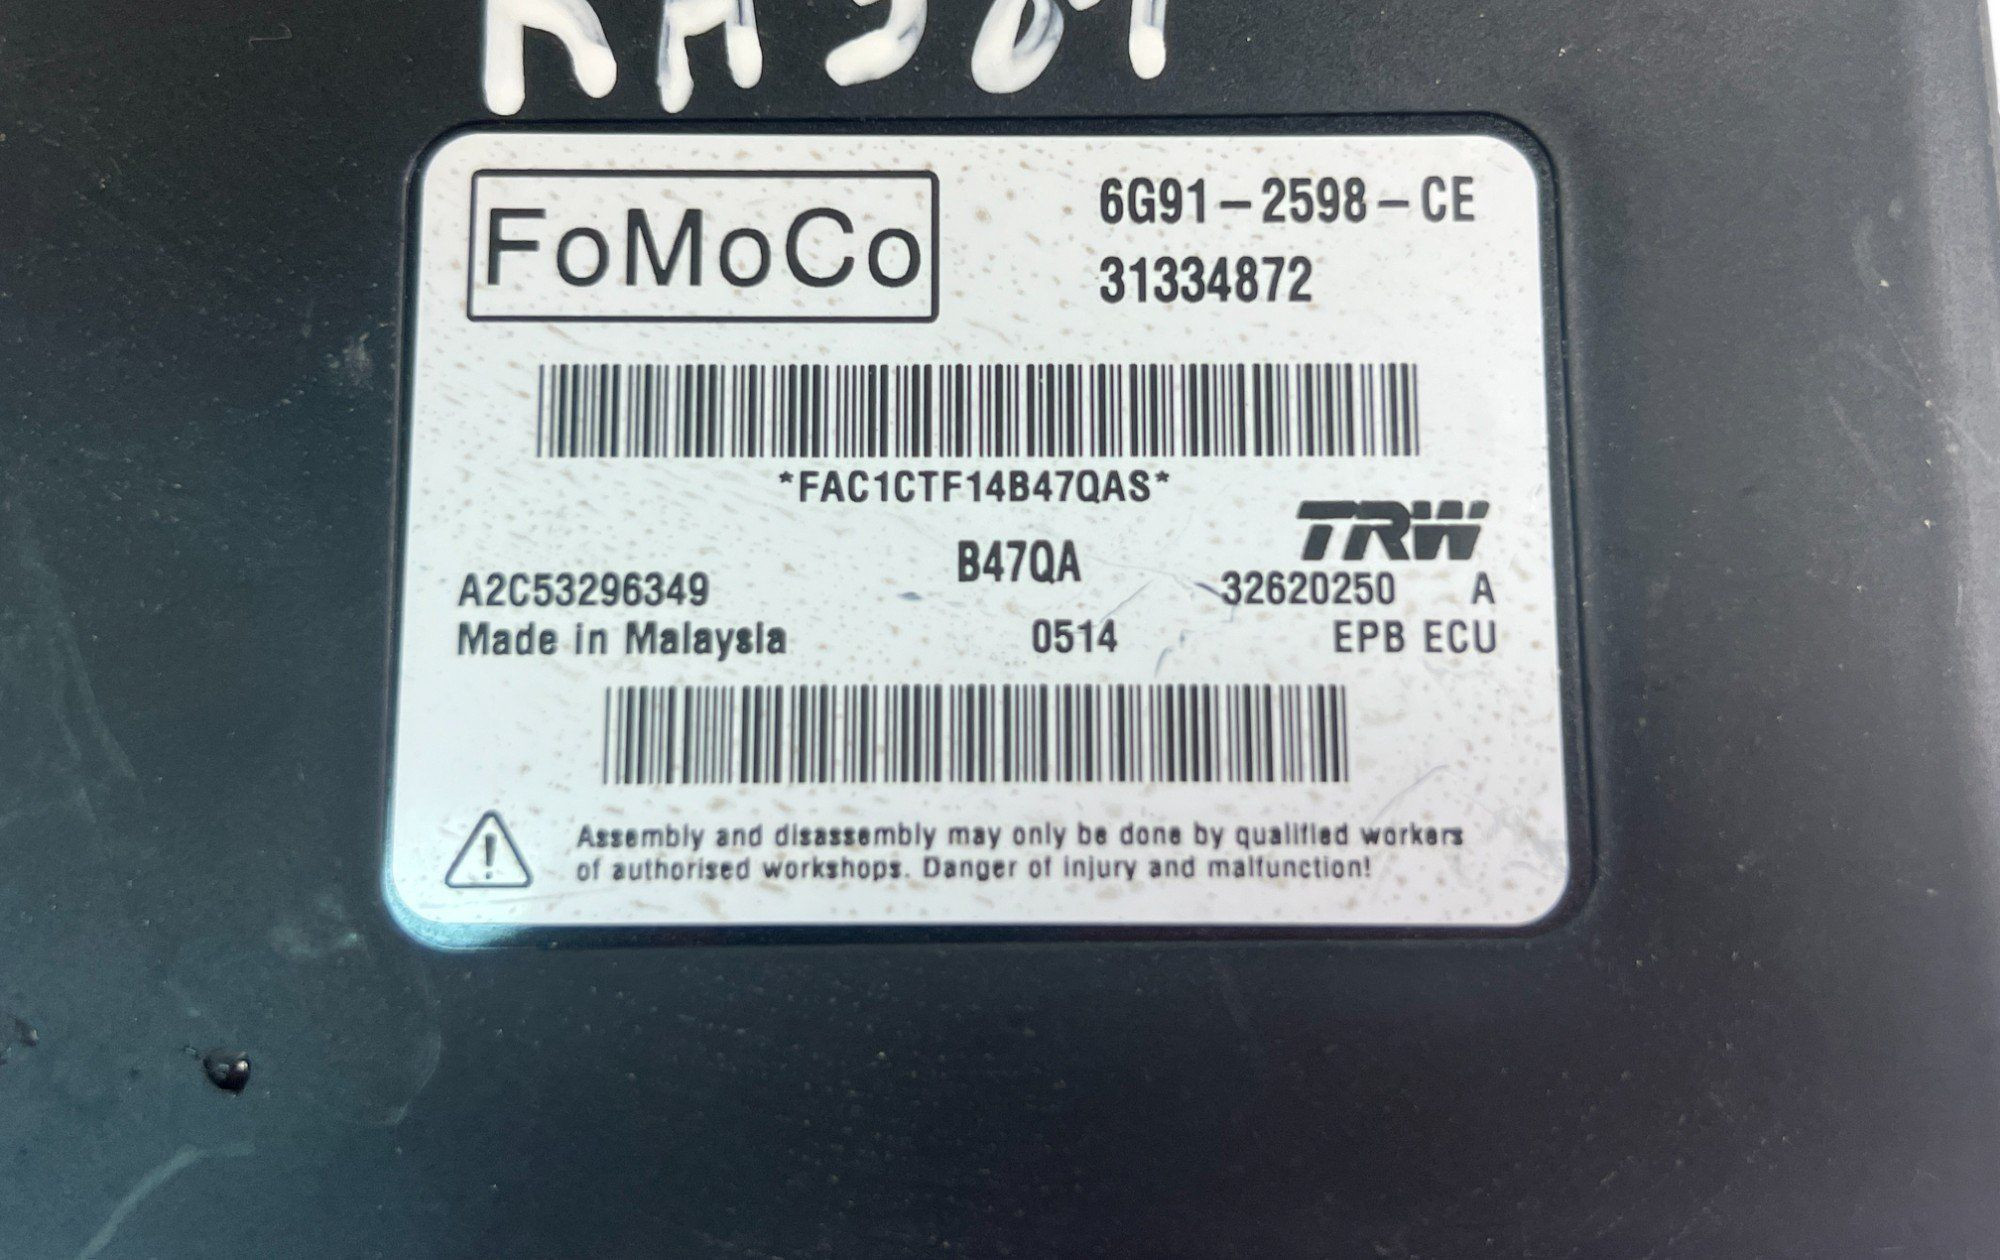 FoMoCo
6G91-2598-CE
31334872
*FAC1CTF14B47QAS*
TRW
B47QA
A2C53296349
32620250 A
Made in Malaysia
0514
EPB ECU
Assembly and disassembly may only be done by qualified workers
of authorised workshops. Danger of injury and malfunction!